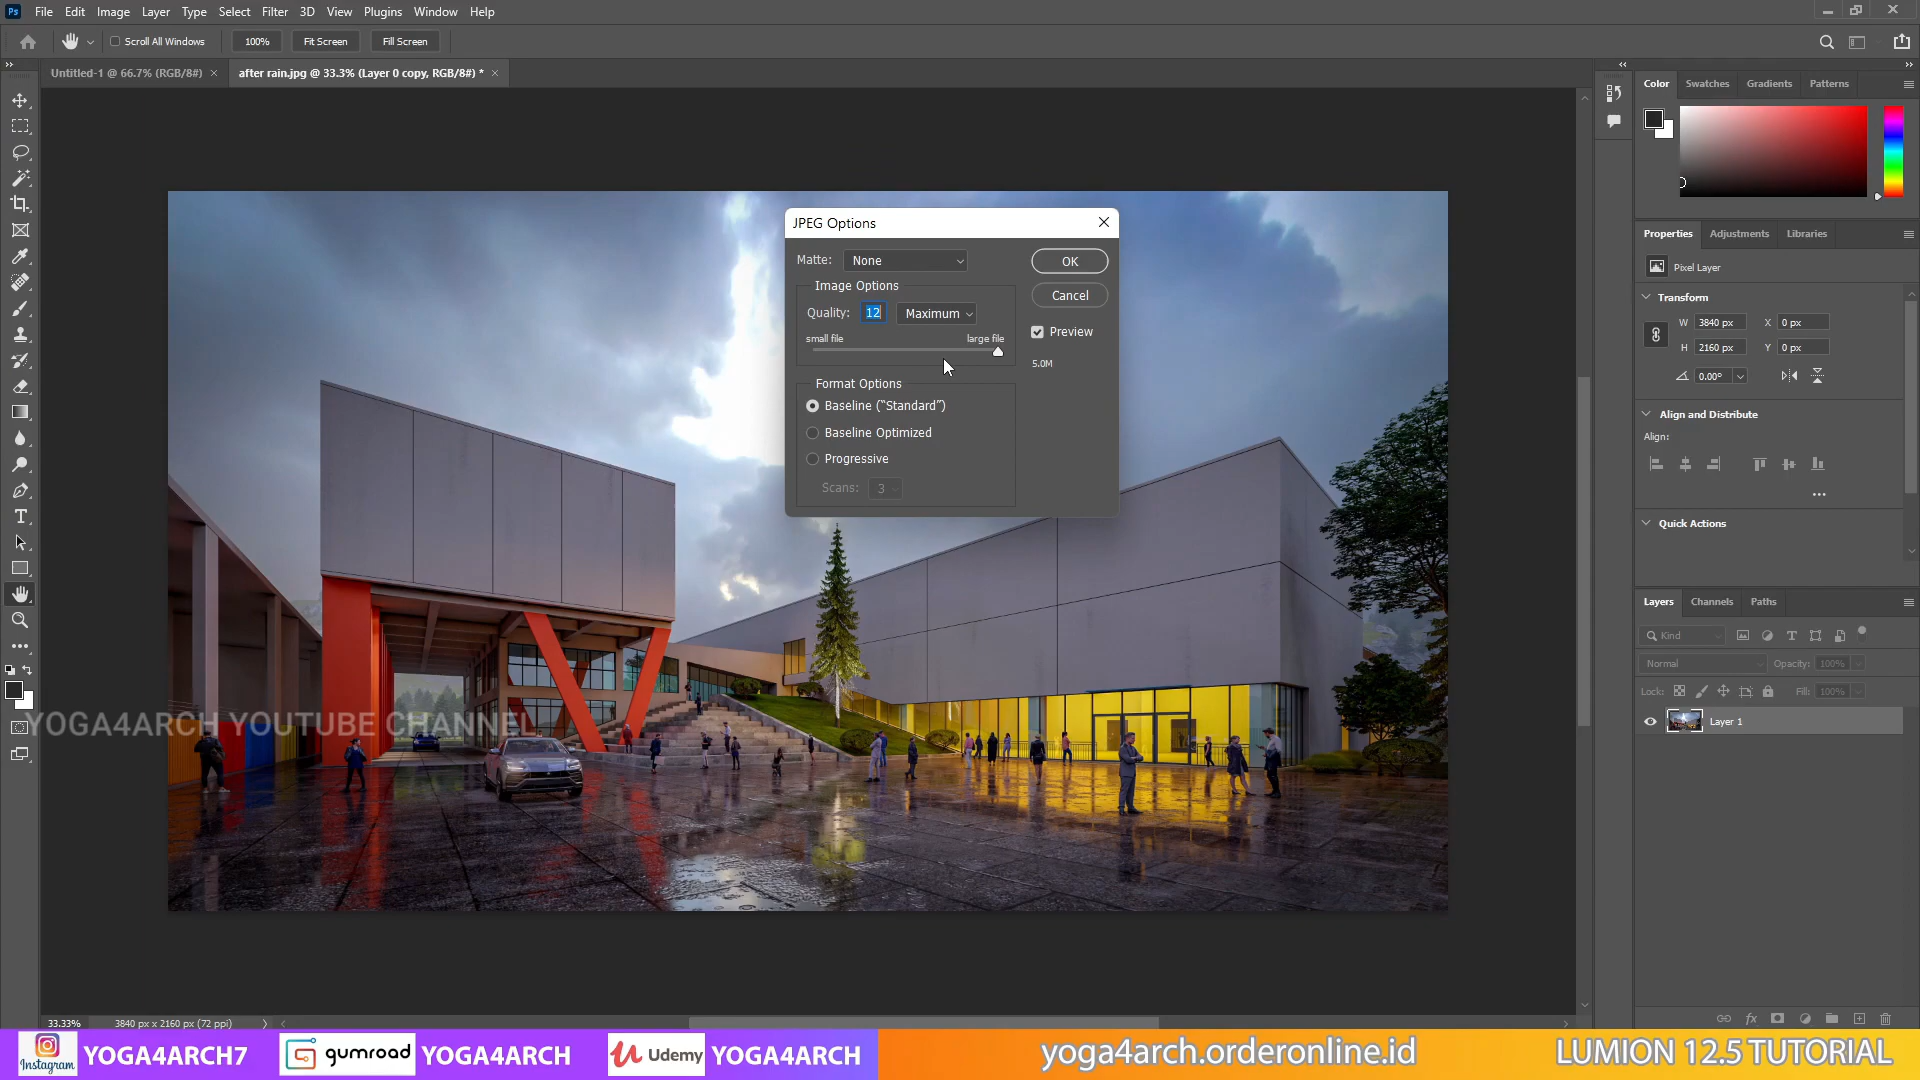 Ps File Edit Image Layer Type Select Filter 3D View Plugins Window Help
Scroll All Windows 100% Fit Screen Fill Screen
Untitled-1 @ 66.7% (RGB/8#) × after rain.jpg @ 33.3% (Layer 0 copy, RGB/8#) * ×
JPEG Options
Matte: None
OK
Image Options
Cancel
Quality: 12 Maximum
Preview
small file large file
5.0M
Format Options
Baseline (“Standard”)
Baseline Optimized
Progressive
Scans: 3
Color Swatches Gradients Patterns
Properties Adjustments Libraries
Pixel Layer
Transform
W 3840 px X 0 px
H 2160 px Y 0 px
0.00°
Align and Distribute
Align:
Quick Actions
Layers Channels Paths
Kind
Normal Opacity: 100%
Lock: Fill: 100%
Layer 1
YOGA4ARCH YOUTUBE CHANNEL
33.33% 3840 px x 2160 px (72 ppi)
Instagram YOGA4ARCH7 gumroad YOGA4ARCH Udemy YOGA4ARCH yoga4arch.orderonline.id LUMION 12.5 TUTORIAL